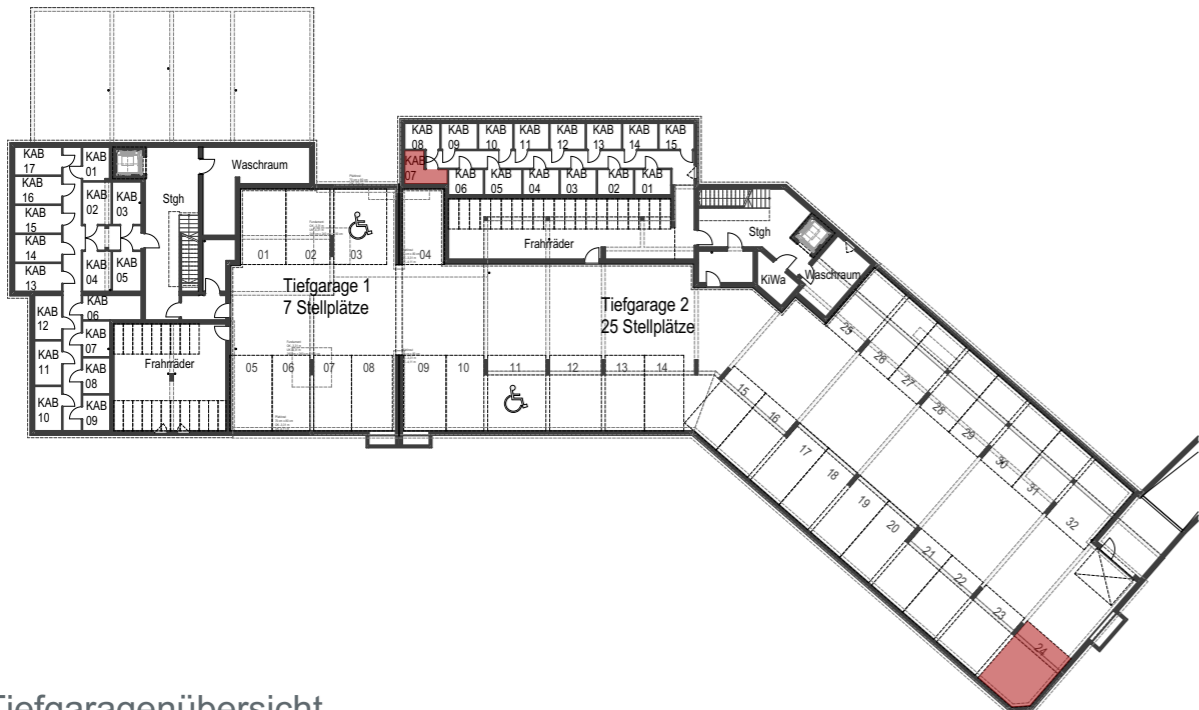 KAB 17
KAB 16
KAB 15
KAB 14
KAB 13
KAB 01
KAB 02
KAB 03
KAB 04
KAB 05
KAB 06
KAB 12
KAB 11
KAB 10
KAB 07
KAB 08
KAB 09
Stgh
Waschraum
Frahrräder
01
02
03
04
Tiefgarage 1
7 Stellplätze
05
06
07
08
KAB 08
KAB 09
KAB 10
KAB 11
KAB 12
KAB 13
KAB 14
KAB 15
KAB 07
KAB 06
KAB 05
KAB 04
KAB 03
KAB 02
KAB 01
Frahrräder
Stgh
KiWa
Waschraum
Tiefgarage 2
25 Stellplätze
09
10
11
12
13
14
15
16
17
18
19
20
21
22
23
24
25
26
27
28
29
30
31
32
Tiefgaragenübersicht